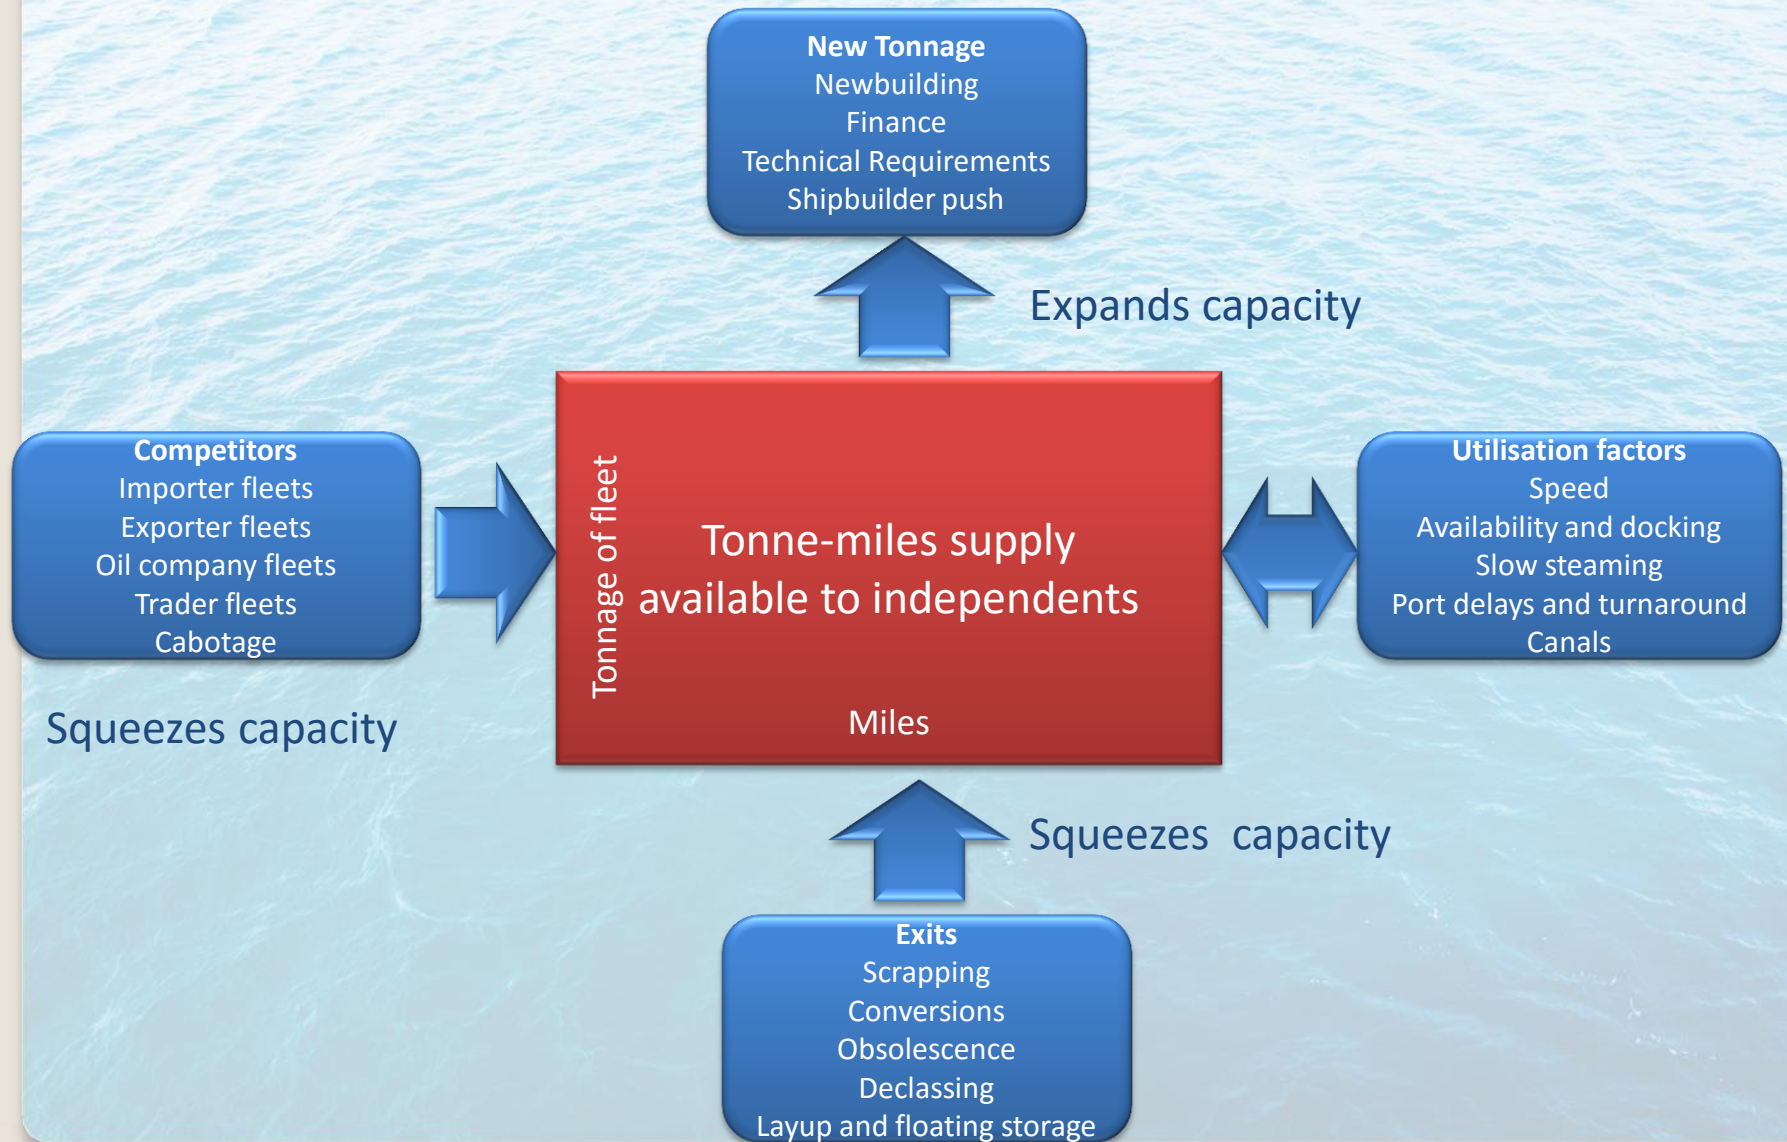 New Tonnage
Newbuilding
Finance
Technical Requirements
Shipbuilder push
Expands capacity
Competitors
Importer fleets
Exporter fleets
Oil company fleets
Trader fleets
Cabotage
Squeezes capacity
Tonnage of fleet
Tonne-miles supply
available to independents
Miles
Utilisation factors
Speed
Availability and docking
Slow steaming
Port delays and turnaround
Canals
Squeezes  capacity
Exits
Scrapping
Conversions
Obsolescence
Declassing
Layup and floating storage